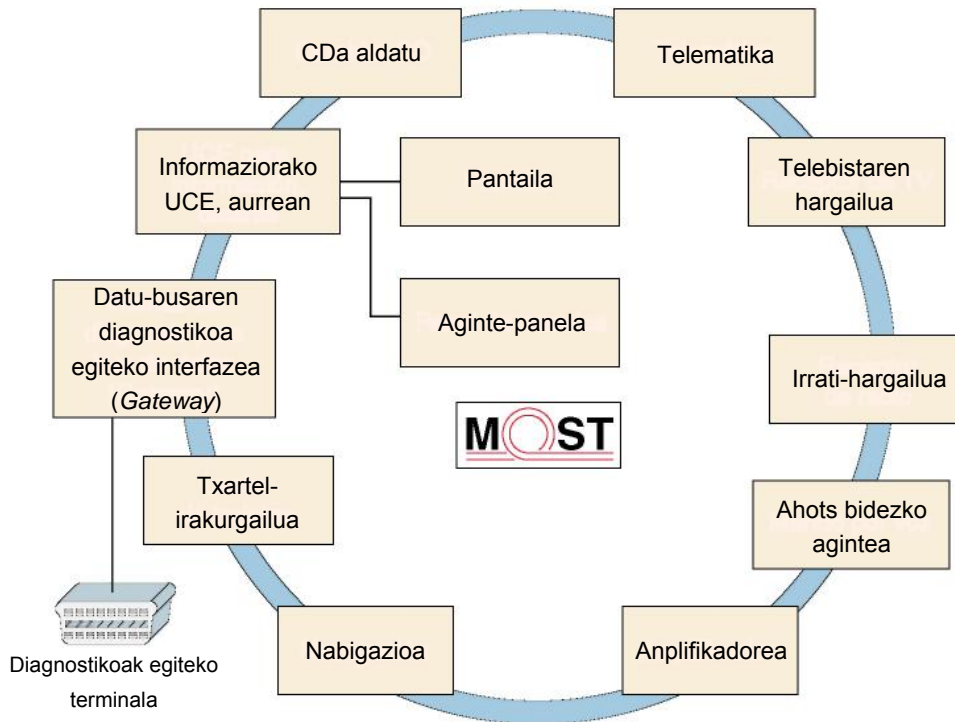 CDa aldatu
Telematika
Informaziorako
UCE, aurrean
Pantaila
Telebistaren
hargailua
Datu-busaren
diagnostikoa
egiteko interfazea
(Gateway)
Aginte-panela
Irrati-hargailua
MOST
Txartel-
irakurgailua
Ahots bidezko
agintea
Nabigazioa
Anplifikadorea
Diagnostikoak egiteko
terminala